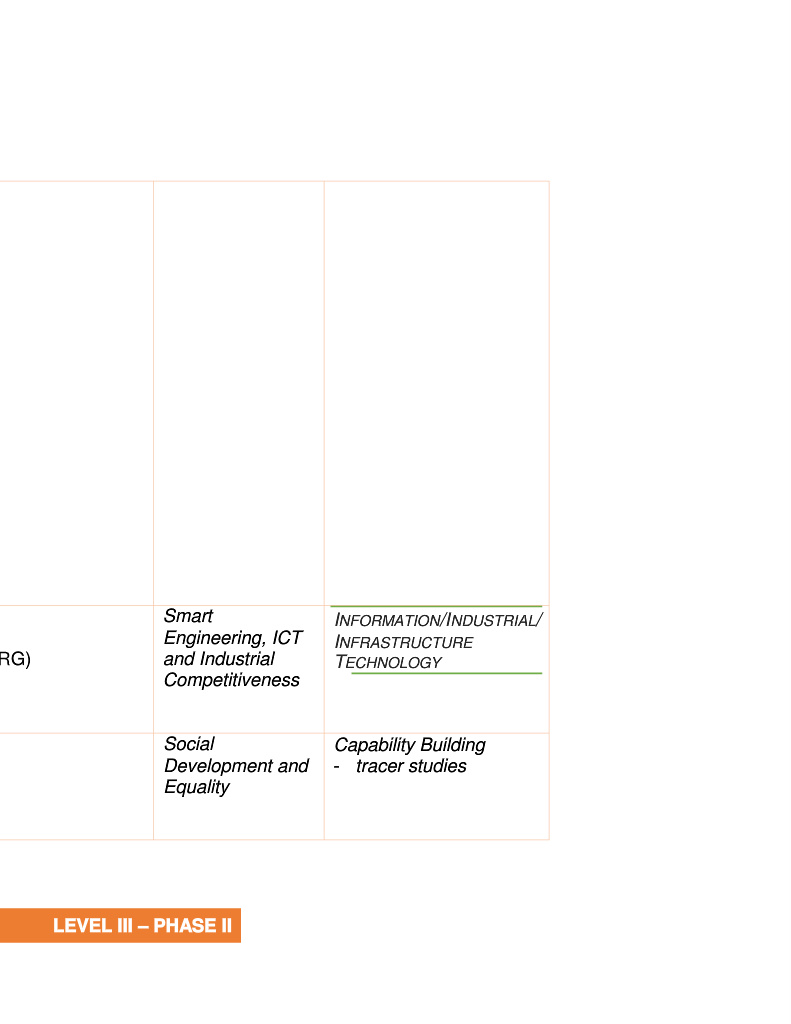 Smart
Engineering, ICT
RG) and Industrial
Competitiveness
INFORMATION/INDUSTRIAL/
INFRASTRUCTURE
TECHNOLOGY
Social
Development and
Equality
Capability Building
- tracer studies
LEVEL III – PHASE II